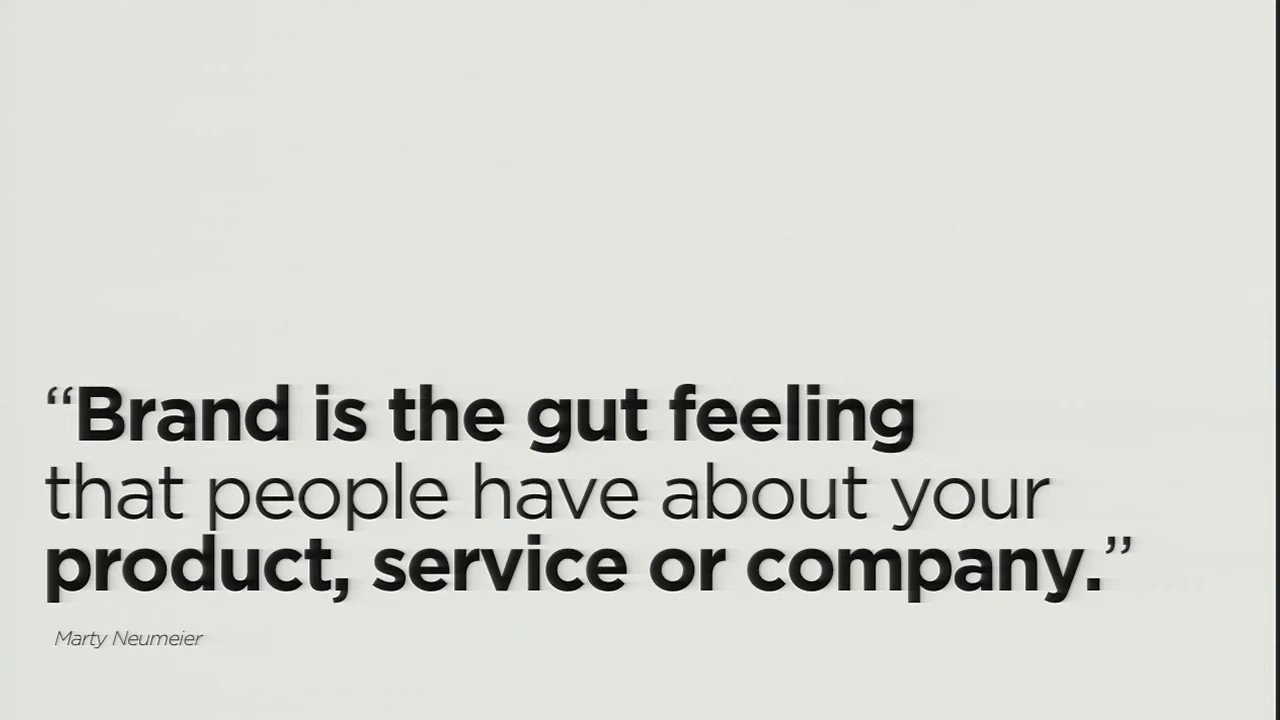 “Brand is the gut feeling
that people have about your
product, service or company.”
Marty Neumeier